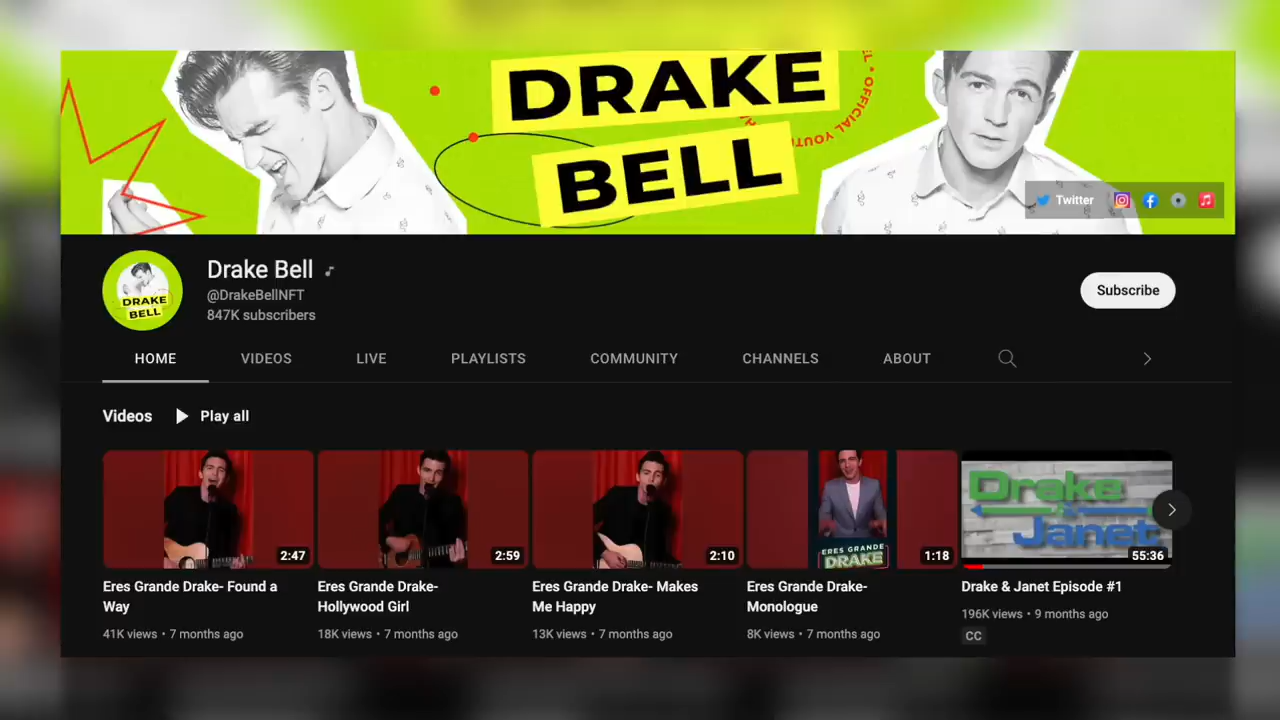 DRAKE
BELL
OFFICIAL
Twitter
DRAKE
BELL
Drake Bell
@DrakeBellNFT
847K subscribers
Subscribe
HOME
VIDEOS
LIVE
PLAYLISTS
COMMUNITY
CHANNELS
ABOUT
Videos
Play all
2:47
2:59
2:10
ERES GRANDE
DRAKE
1:18
Drake
Janet
55:36
Eres Grande Drake- Found a
Way
41K views • 7 months ago
Eres Grande Drake-
Hollywood Girl
18K views • 7 months ago
Eres Grande Drake- Makes
Me Happy
13K views • 7 months ago
Eres Grande Drake-
Monologue
8K views • 7 months ago
Drake & Janet Episode #1
196K views • 9 months ago
CC